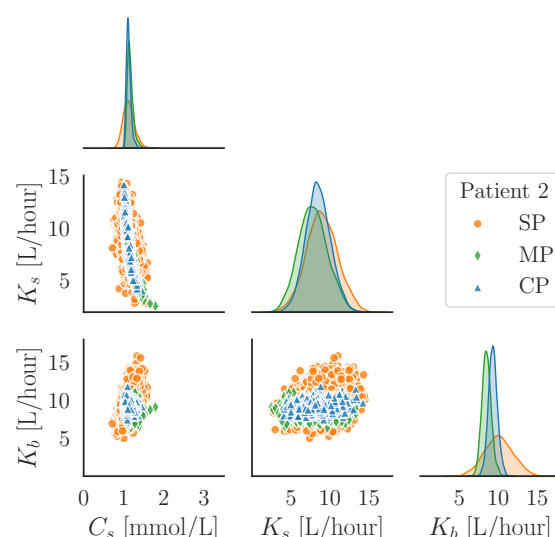 15
10
5
K_s [L/hour]
Patient 2
SP
MP
CP
15
10
5
K_b [L/hour]
0 1 2 3
C_s [mmol/L]
5 10 15
K_s [L/hour]
5 10 15
K_b [L/hour]